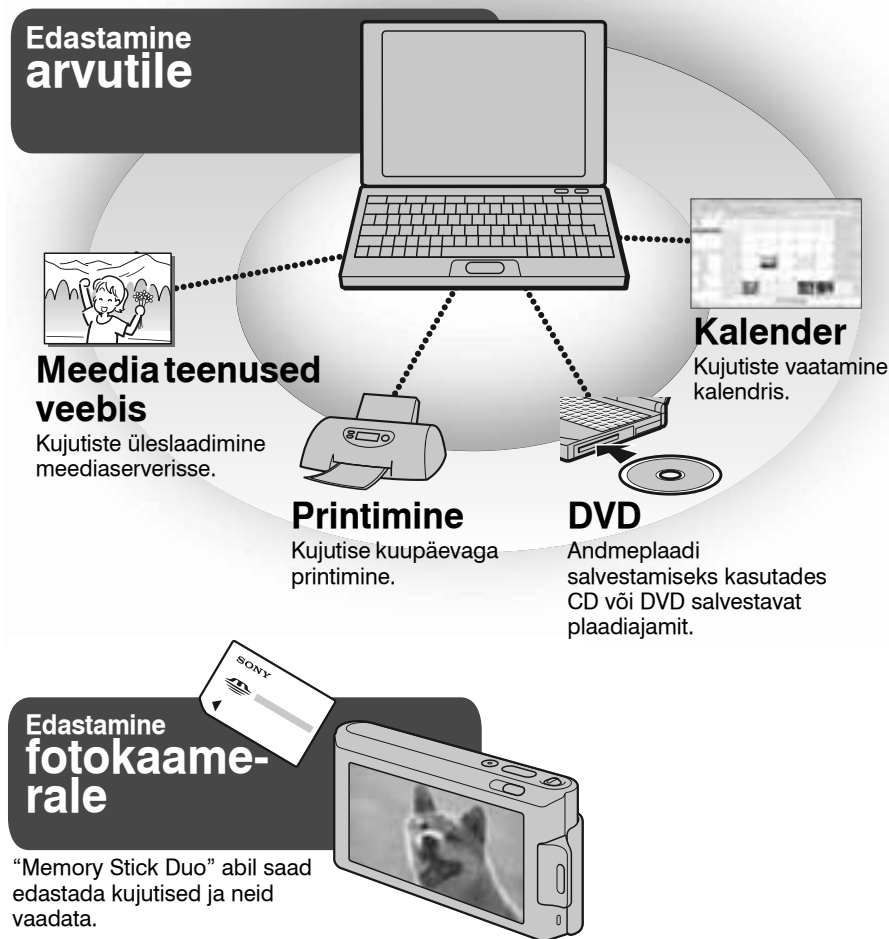 Edastamine
arvutile
Meedia teenused
veebis
Kujutiste üleslaadimine
meediaserverisse.
Kalender
Kujutiste vaatamine
kalendris.
Printimine
Kujutise kuupäevaga
printimine.
DVD
Andmeplaadi
salvestamiseks kasutades
CD või DVD salvestavat
plaadiajamit.
SONY
Edastamine
fotokaame-
rale
“Memory Stick Duo” abil saad
edastada kujutised ja neid
vaadata.